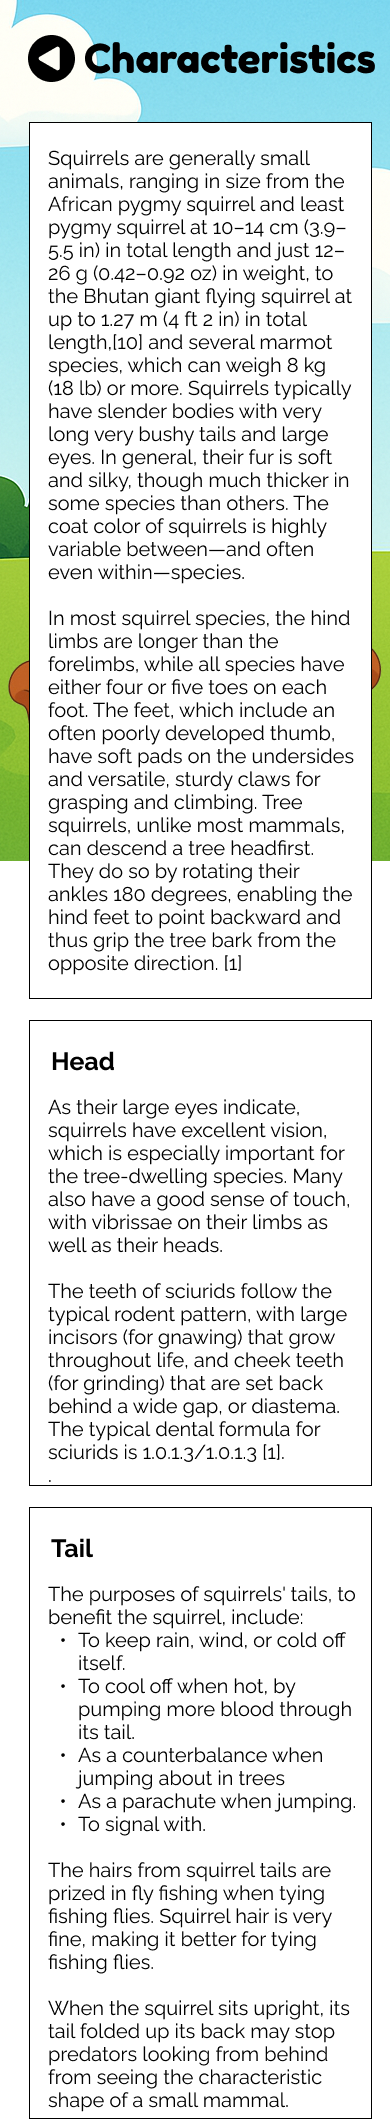 Characteristics
Squirrels are generally small
animals, ranging in size from the
African pygmy squirrel and least
pygmy squirrel at 10–14 cm (3.9–
5.5 in) in total length and just 12–
26 g (0.42–0.92 oz) in weight, to
the Bhutan giant flying squirrel at
up to 1.27 m (4 ft 2 in) in total
length,[10] and several marmot
species, which can weigh 8 kg
(18 lb) or more. Squirrels typically
have slender bodies with very
long very bushy tails and large
eyes. In general, their fur is soft
and silky, though much thicker in
some species than others. The
coat color of squirrels is highly
variable between—and often
even within—species.
In most squirrel species, the hind
limbs are longer than the
forelimbs, while all species have
either four or five toes on each
foot. The feet, which include an
often poorly developed thumb,
have soft pads on the undersides
and versatile, sturdy claws for
grasping and climbing. Tree
squirrels, unlike most mammals,
can descend a tree headfirst.
They do so by rotating their
ankles 180 degrees, enabling the
hind feet to point backward and
thus grip the tree bark from the
opposite direction. [1]
Head
As their large eyes indicate,
squirrels have excellent vision,
which is especially important for
the tree-dwelling species. Many
also have a good sense of touch,
with vibrissae on their limbs as
well as their heads.
The teeth of sciurids follow the
typical rodent pattern, with large
incisors (for gnawing) that grow
throughout life, and cheek teeth
(for grinding) that are set back
behind a wide gap, or diastema.
The typical dental formula for
sciurids is 1.0.1.3/1.0.1.3 [1].
.
Tail
The purposes of squirrels' tails, to
benefit the squirrel, include:
• To keep rain, wind, or cold off
itself.
• To cool off when hot, by
pumping more blood through
its tail.
• As a counterbalance when
jumping about in trees
• As a parachute when jumping.
• To signal with.
The hairs from squirrel tails are
prized in fly fishing when tying
fishing flies. Squirrel hair is very
fine, making it better for tying
fishing flies.
When the squirrel sits upright, its
tail folded up its back may stop
predators looking from behind
from seeing the characteristic
shape of a small mammal.